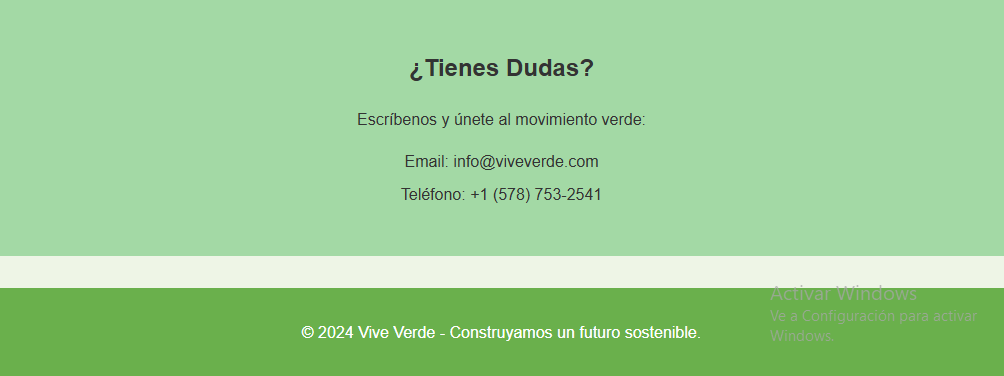 ¿Tienes Dudas?
Escríbenos y únete al movimiento verde:
Email: info@viveverde.com
Teléfono: +1 (578) 753-2541
Activar Windows
Ve a Configuración para activar
Windows.
© 2024 Vive Verde - Construyamos un futuro sostenible.